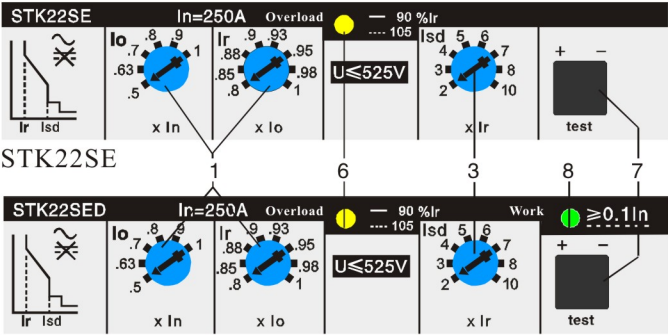 STK22SE In=250A Overload — 90 %Ir
---- 105
Io .5 .63 .7 .8 .9 1 x In
Ir .8 .85 .88 .9 .93 .95 .98 1 x Io
U≤525V
Isd 2 3 4 5 6 7 8 10 x Ir
+ −
test
Ir Isd
STK22SE
1 6 3 8 7
STK22SED In=250A Overload — 90 %Ir Work ≥0.1In
---- 105
Io .5 .63 .7 .8 .9 1 x In
Ir .8 .85 .88 .9 .93 .95 .98 1 x Io
U≤525V
Isd 2 3 4 5 6 7 8 10 x Ir
+ −
test
Ir Isd